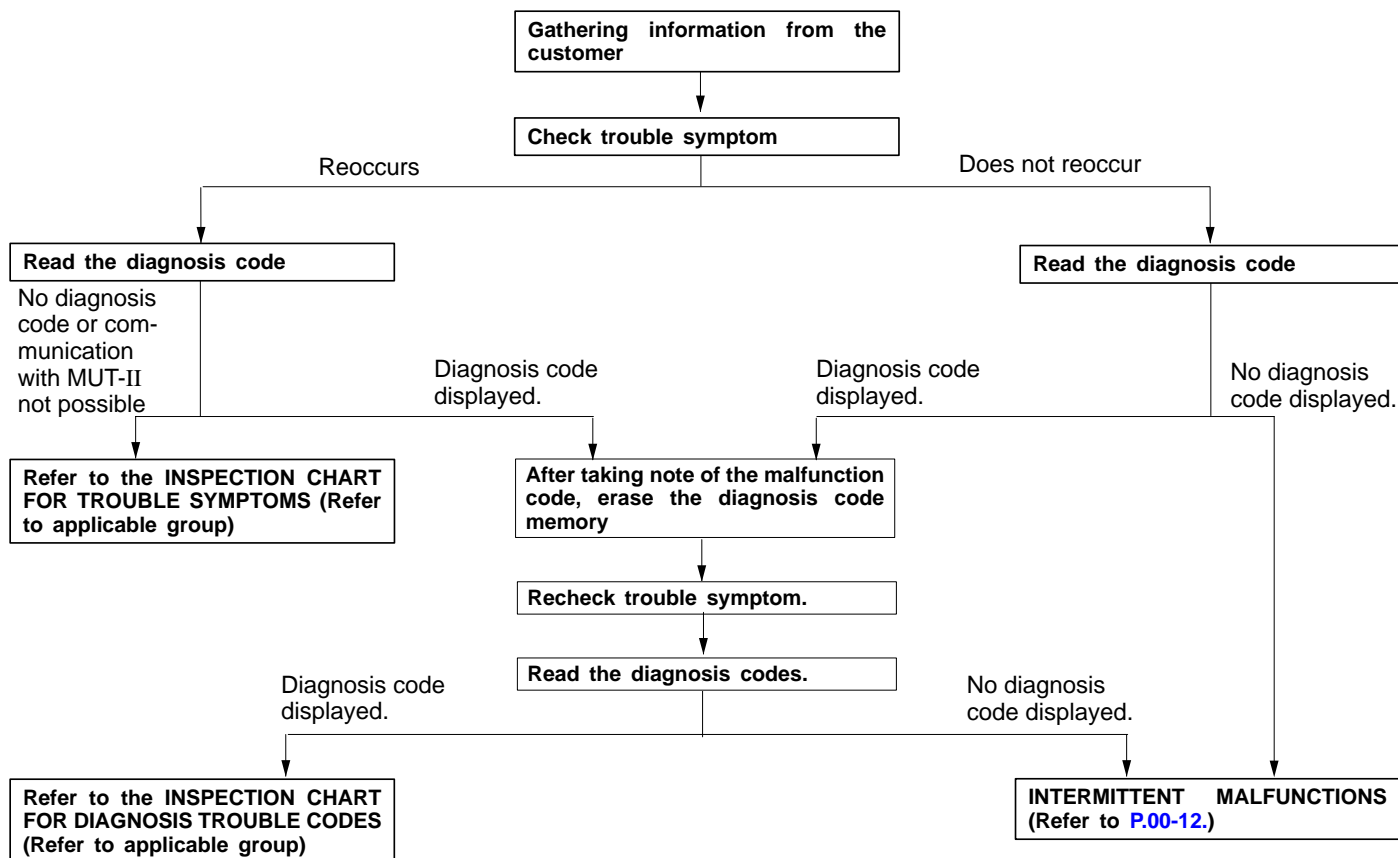 Gathering information from the
customer
Check trouble symptom
Reoccurs
Does not reoccur
Read the diagnosis code
Read the diagnosis code
No diagnosis
code or com-
munication
with MUT-II
not possible
Diagnosis code
displayed.
Diagnosis code
displayed.
No diagnosis
code displayed.
Refer to the INSPECTION CHART
FOR TROUBLE SYMPTOMS (Refer
to applicable group)
After taking note of the malfunction
code, erase the diagnosis code
memory
Recheck trouble symptom.
Read the diagnosis codes.
Diagnosis code
displayed.
No diagnosis
code displayed.
Refer to the INSPECTION CHART
FOR DIAGNOSIS TROUBLE CODES
(Refer to applicable group)
INTERMITTENT MALFUNCTIONS
(Refer to P.00-12.)